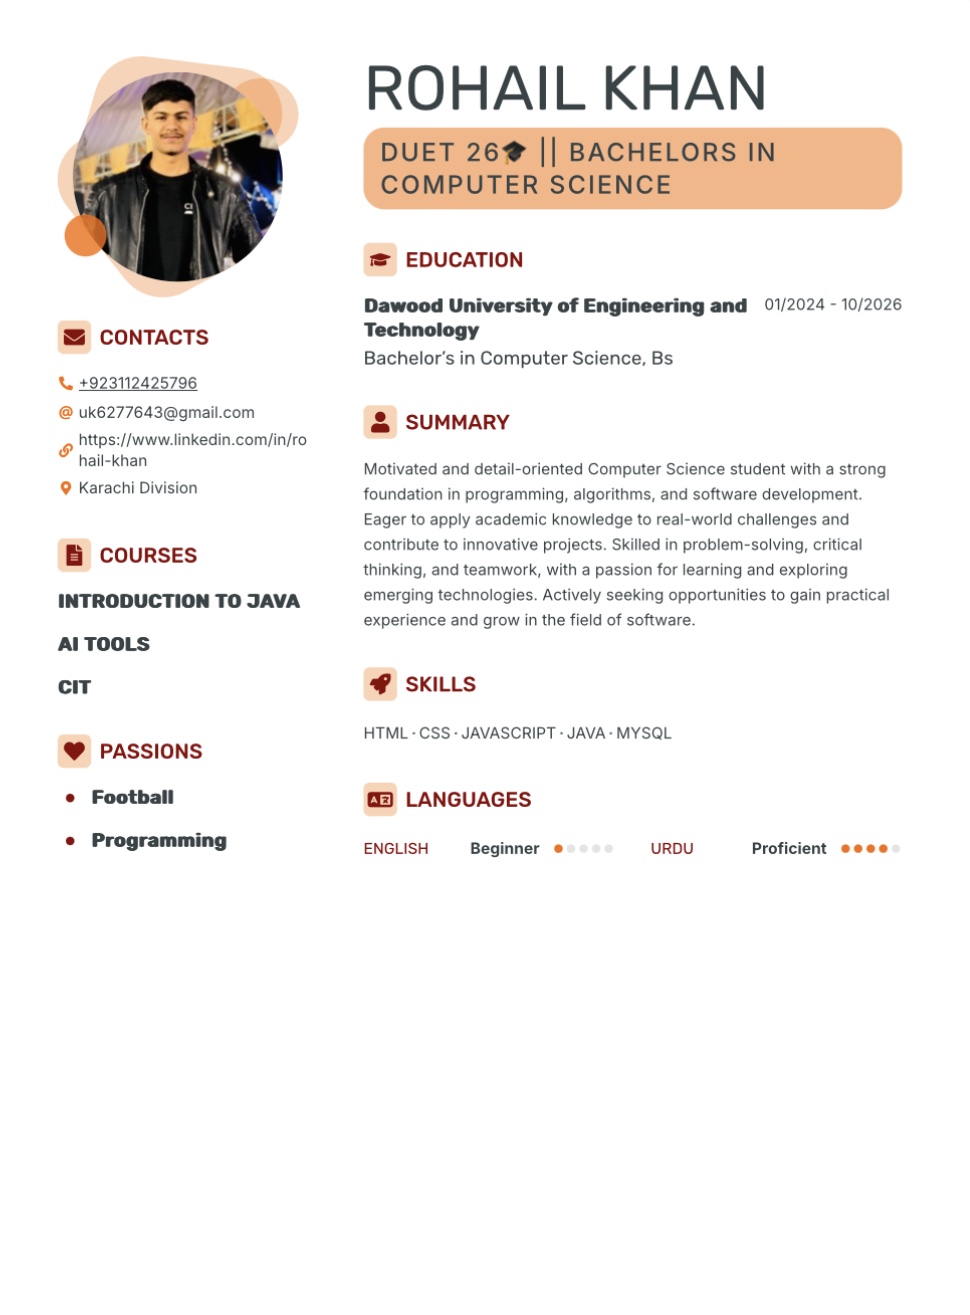 ROHAIL KHAN
DUET 26🎓 || BACHELORS IN
COMPUTER SCIENCE
CONTACTS
+923112425796
uk6277643@gmail.com
https://www.linkedin.com/in/ro
hail-khan
Karachi Division
COURSES
INTRODUCTION TO JAVA
AI TOOLS
CIT
PASSIONS
Football
Programming
EDUCATION
Dawood University of Engineering and 01/2024 - 10/2026
Technology
Bachelor's in Computer Science, Bs
SUMMARY
Motivated and detail-oriented Computer Science student with a strong
foundation in programming, algorithms, and software development.
Eager to apply academic knowledge to real-world challenges and
contribute to innovative projects. Skilled in problem-solving, critical
thinking, and teamwork, with a passion for learning and exploring
emerging technologies. Actively seeking opportunities to gain practical
experience and grow in the field of software.
SKILLS
HTML · CSS · JAVASCRIPT · JAVA · MYSQL
LANGUAGES
ENGLISH Beginner URDU Proficient